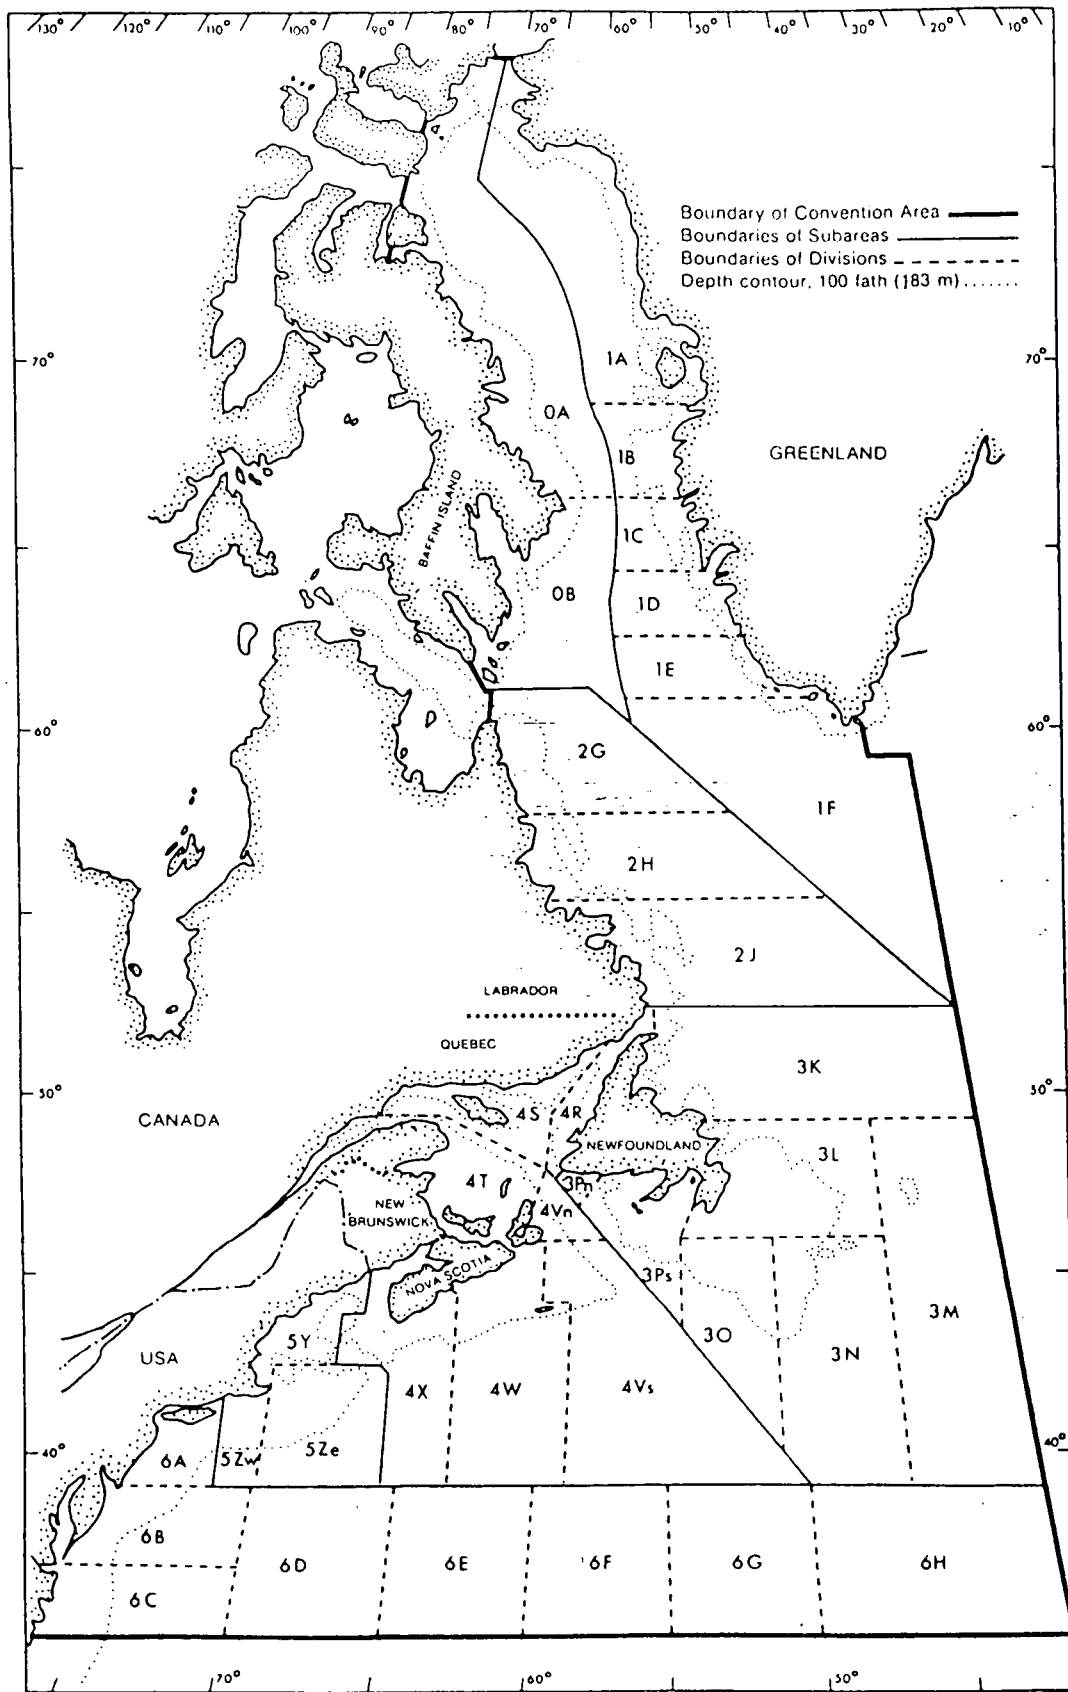 130° 120° 110° 100° 90° 80° 70° 60° 50° 40° 30° 20° 10°
Boundary of Convention Area
Boundaries of Subareas
Boundaries of Divisions
Depth contour, 100 fath (183 m)
70° 1A 70°
0A
1B GREENLAND
BAFFIN ISLAND
1C
0B 1D
1E
60° 60°
2G
1F
2H
2J
LABRADOR
QUEBEC
3K
50° 50°
CANADA 4S 4R
NEWFOUNDLAND 3L
4T 3Pn
NEW
BRUNSWICK 4Vn
NOVA SCOTIA 3Ps
3M
5Y 3O 3N
USA 4X 4W 4Vs
40° 40°
6A 5Zw 5Ze
6B
6D 6E 6F 6G 6H
6C
70° 60° 50°